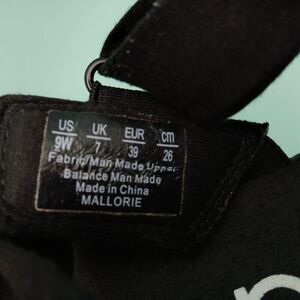 US UK EUR cm
9W 7 39 26
Fabric/Man Made Upper
Balance Man Made
Made in China
MALLORIE